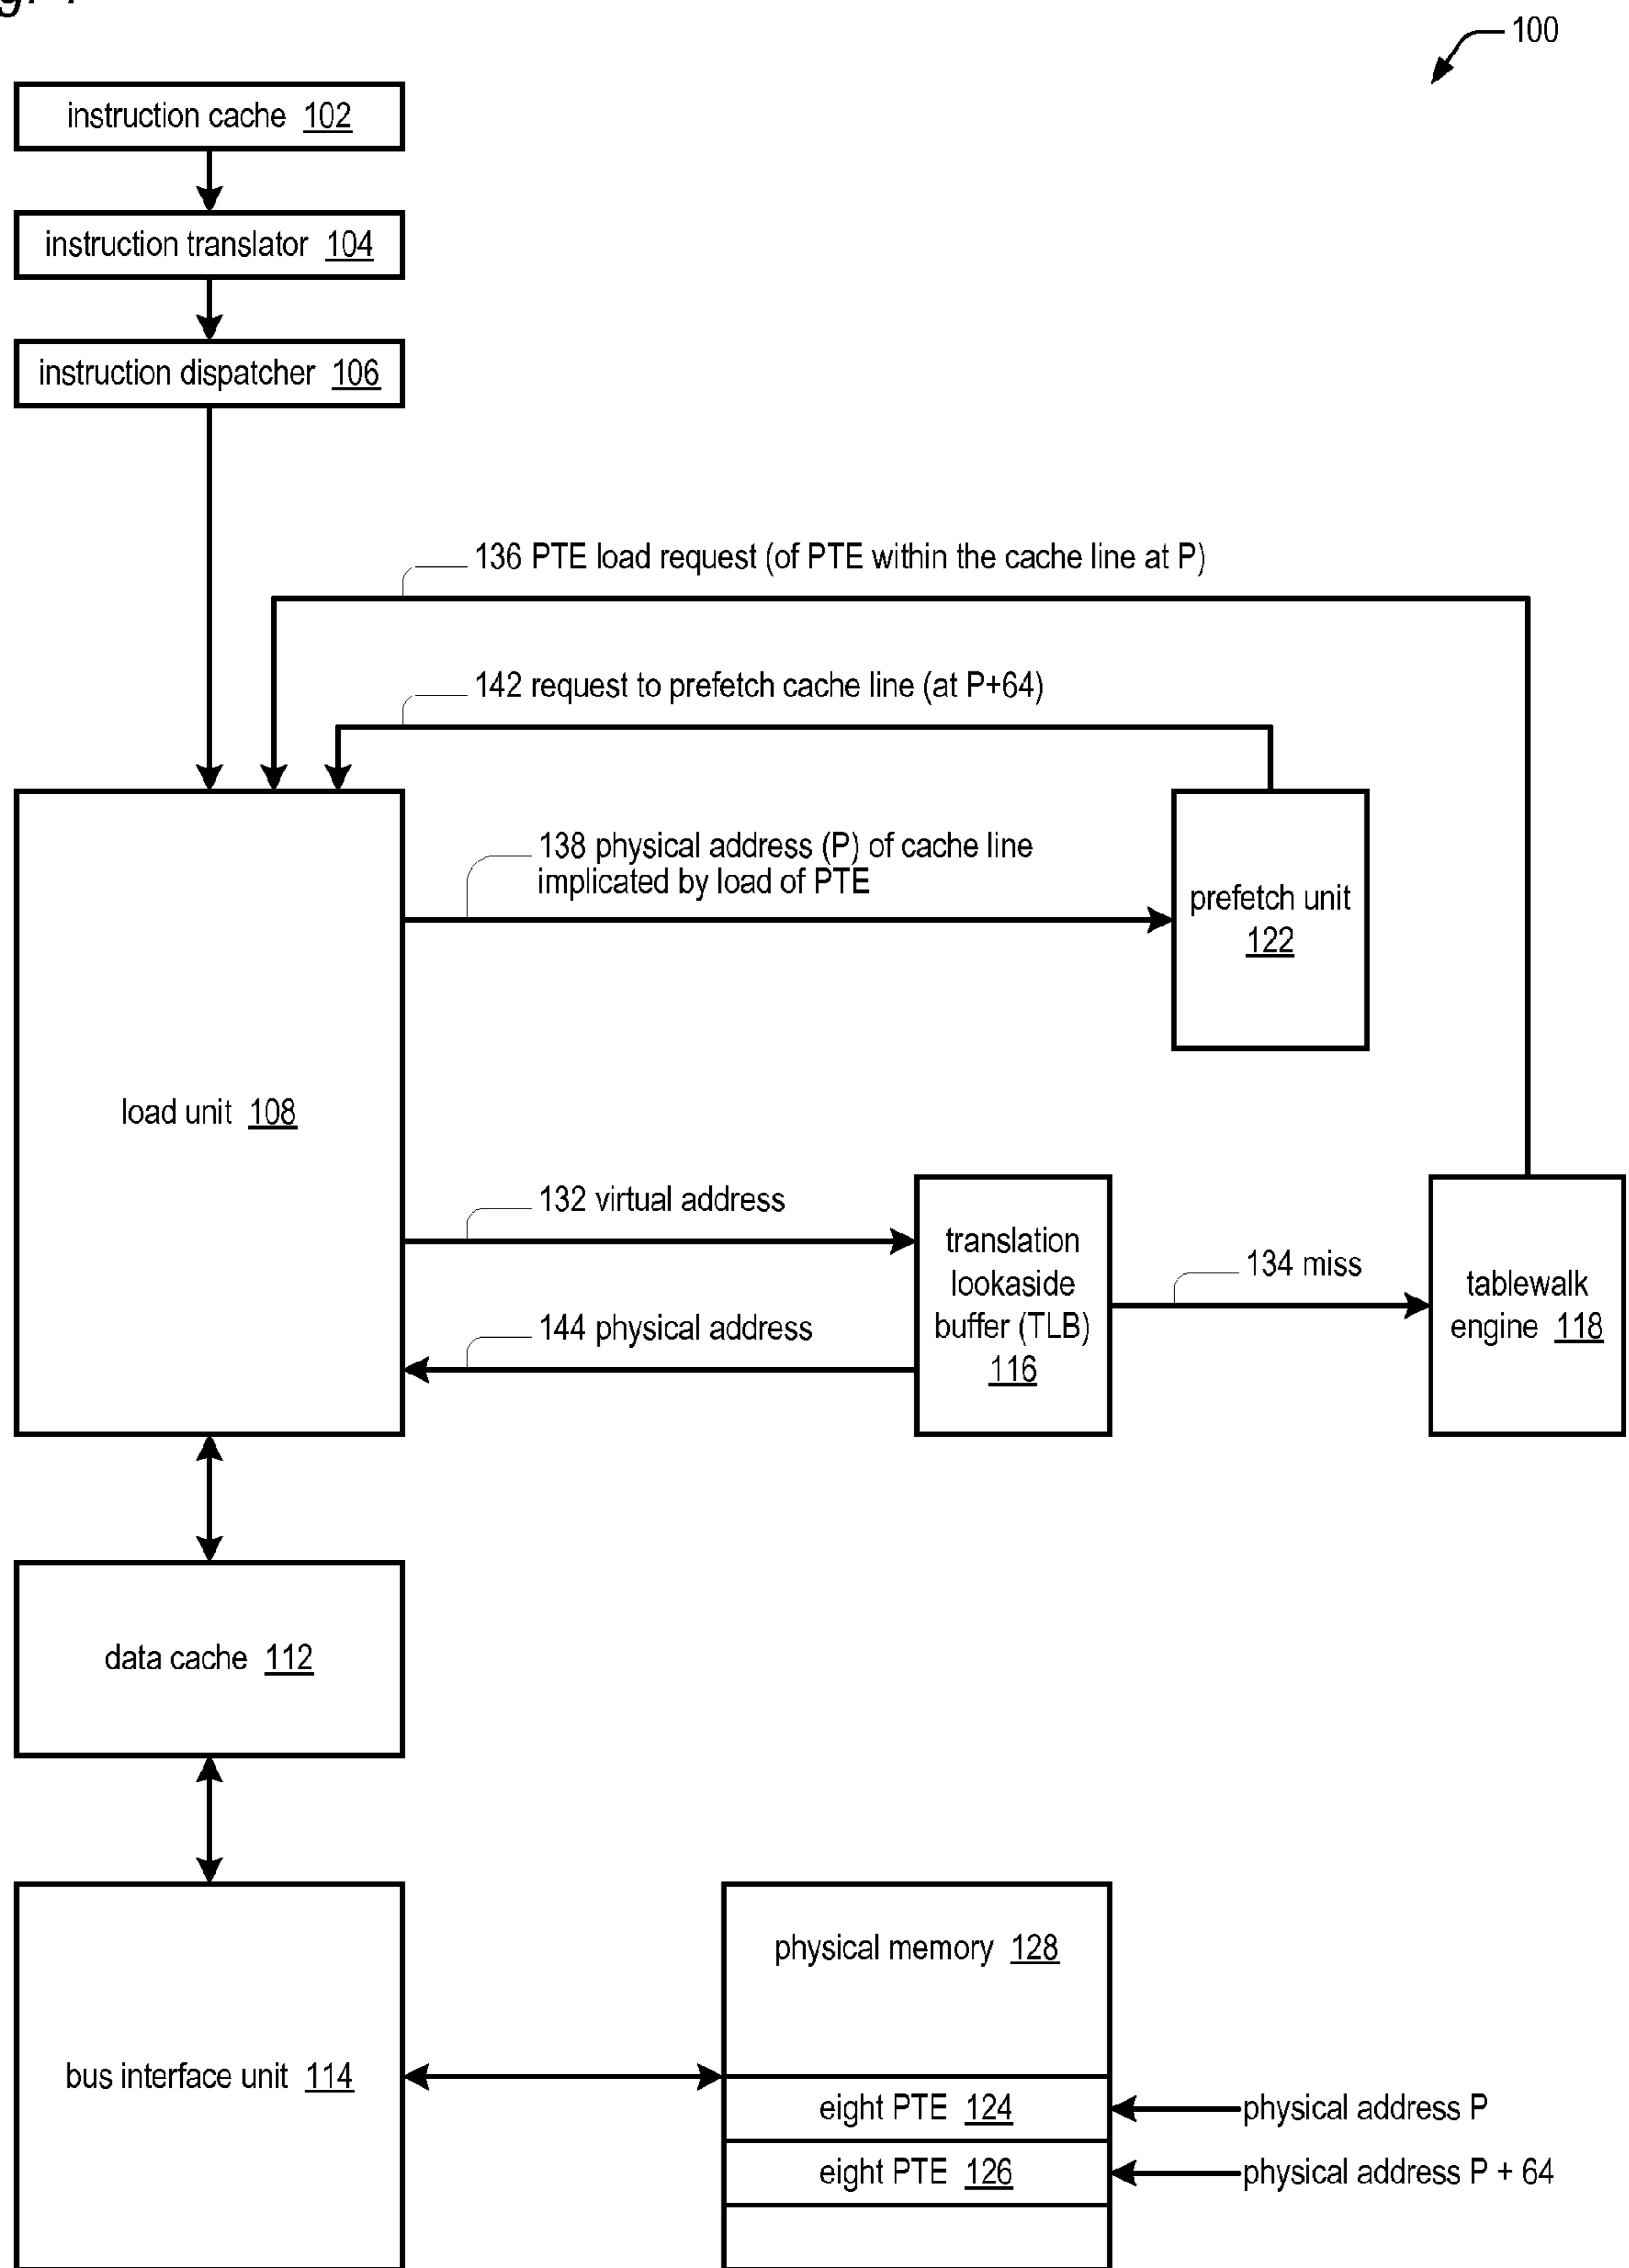 100
instruction cache 102
instruction translator 104
instruction dispatcher 106
136 PTE load request (of PTE within the cache line at P)
142 request to prefetch cache line (at P+64)
138 physical address (P) of cache line
implicated by load of PTE
prefetch unit
122
load unit 108
132 virtual address
144 physical address
translation
lookaside
buffer (TLB)
116
134 miss
tablewalk
engine 118
data cache 112
bus interface unit 114
physical memory 128
eight PTE 124
physical address P
eight PTE 126
physical address P + 64